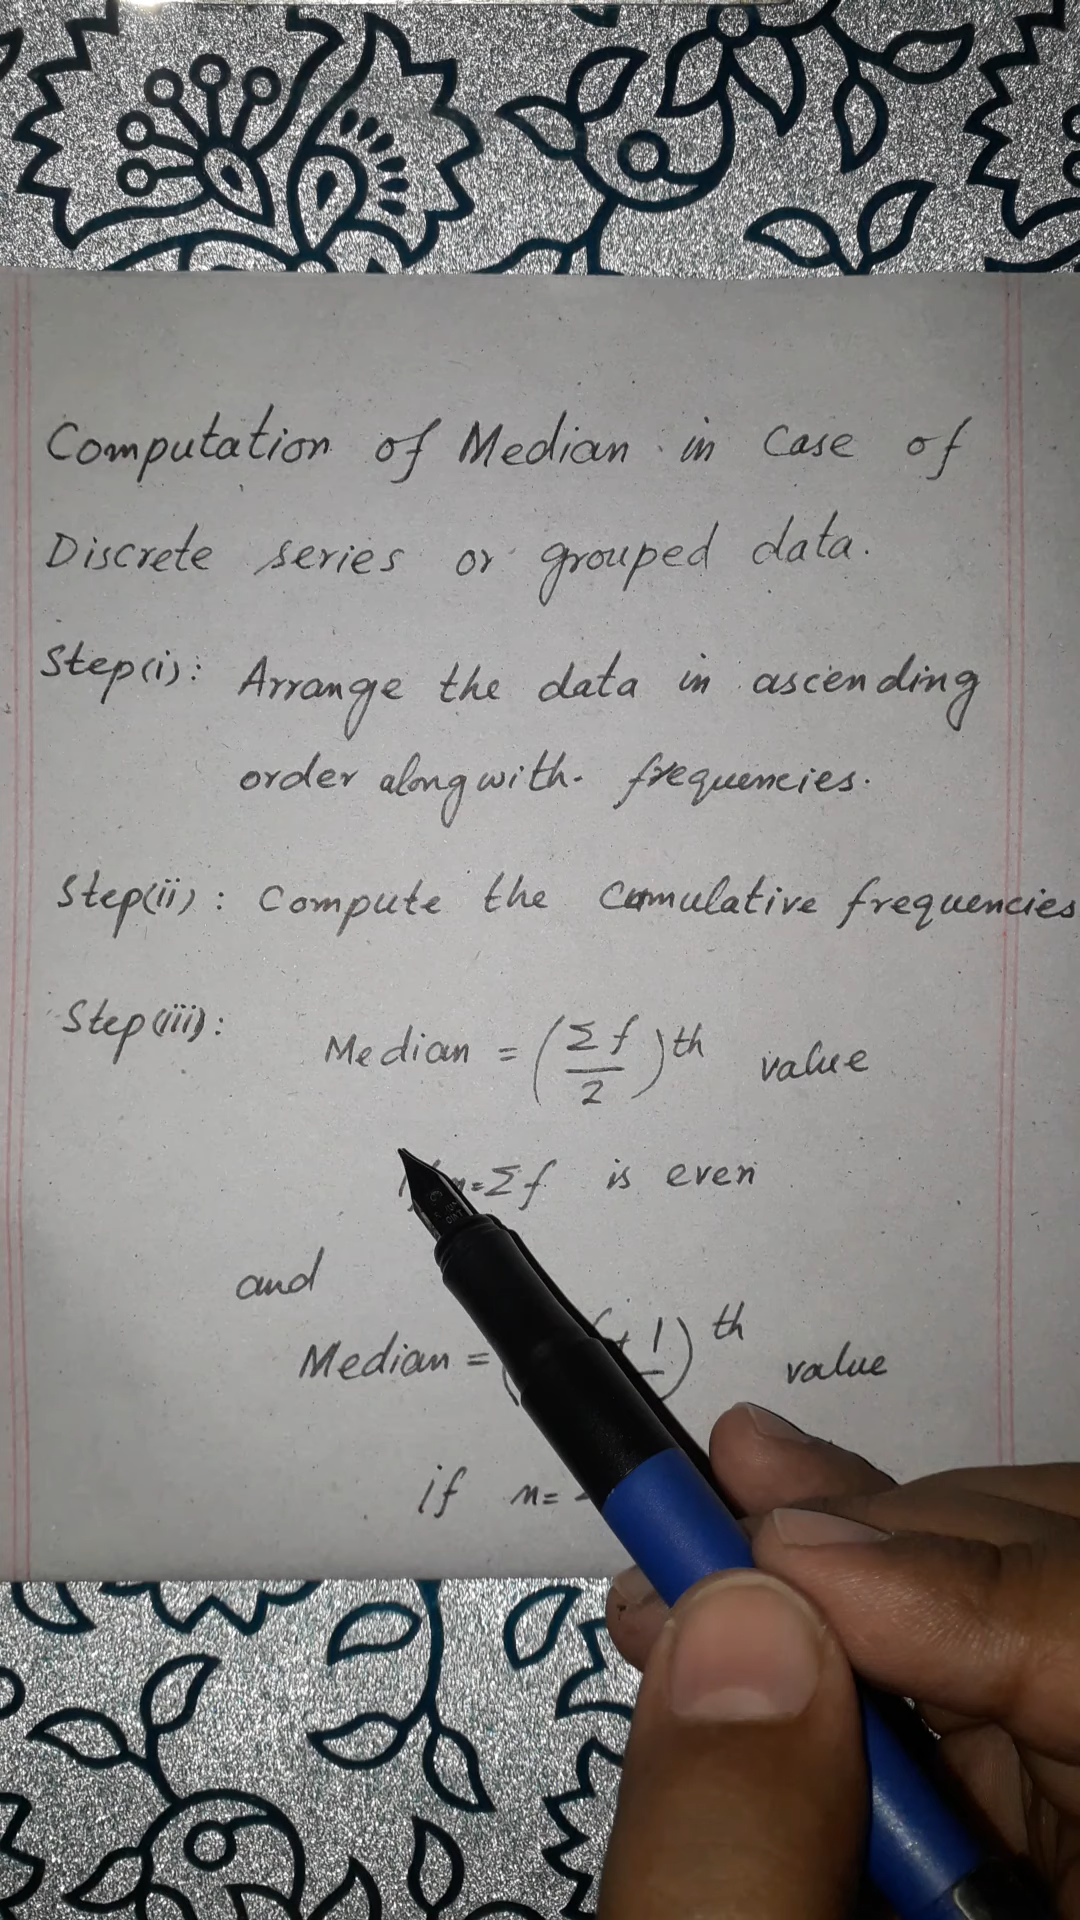 Computation of Median in Case of
Discrete series or grouped data.
Step(i): Arrange the data in ascending
order alongwith frequencies.
Step(ii): Compute the Cumulative frequencies
Step(iii):
Median = (Σf/2)th value
n=Σf is even
and
Median = + 1) th value
if n=